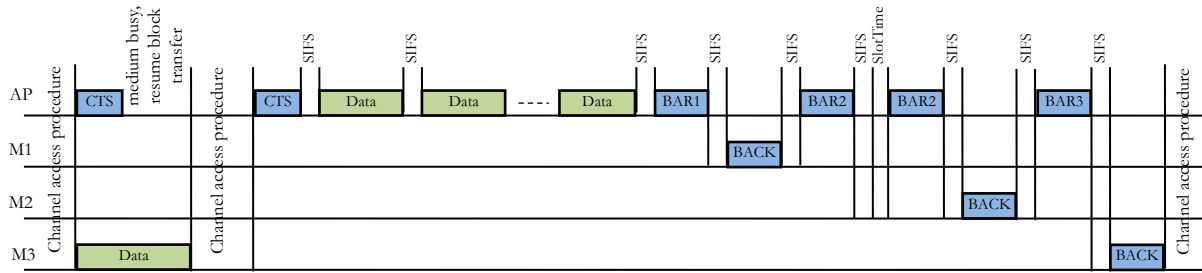 medium busy,
resume block
transfer
SIFS
SIFS
SIFS
SIFS
SIFS
SIFS
SlotTime
SIFS
SIFS
SIFS
Channel access procedure
Channel access procedure
Channel access procedure
AP
CTS
CTS
Data
Data
Data
BAR1
BAR2
BAR2
BAR3
M1
BACK
M2
BACK
M3
Data
BACK